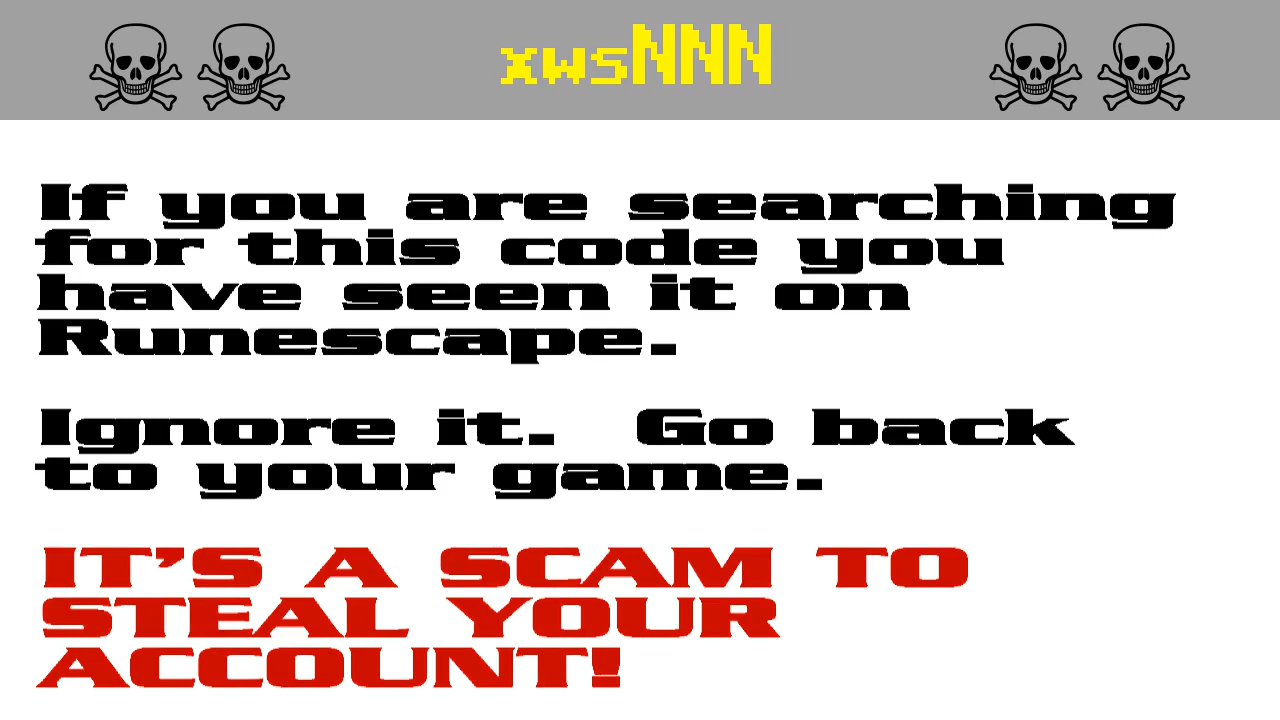 xwsNNN
If you are searching
for this code you
have seen it on
Runescape.
Ignore it.  Go back
to your game.
IT'S A SCAM TO
STEAL YOUR
ACCOUNT!